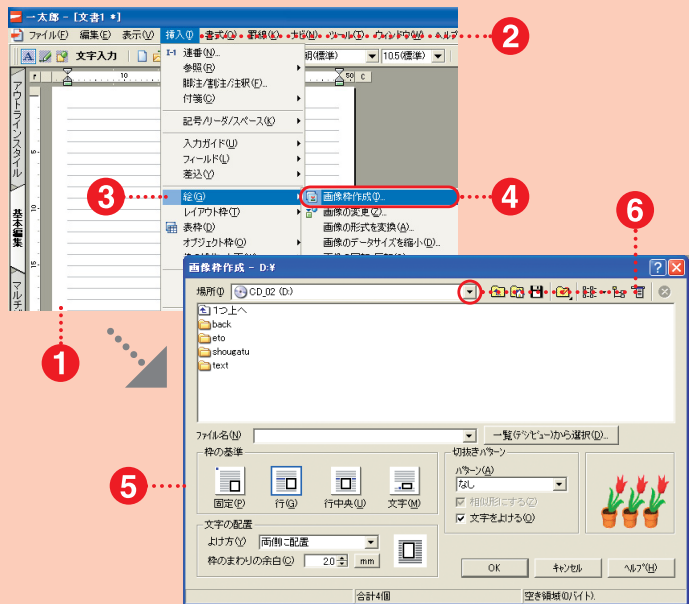 一太郎 - [文書1 *]
ファイル(F) 編集(E) 表示(V) 挿入(I) 書式(O) 罫線(K) ナビ(N) ツール(T) ウィンドウ(W) ヘルプ
2
文字入力
(標準) 10.5(標準)
10 50 c
アウトラインスタイル
基本編集
マルチ
5
10
15
I-1 連番(N)...
参照(R)
脚注/割注/注釈(F)...
付箋(C)
記号/リーダ/スペース(K)
入力ガイド(U)
フィールド(L)
差込(V)
3
絵(G)
レイアウト枠(T)
表枠(D)
オブジェクト枠(O)
画像枠作成(I)...
4
画像の変更(Z)...
画像の形式を変換(A)...
画像のデータサイズを縮小(D)...
1
6
画像枠作成 - D:¥
場所(I) CD_02 (D:)
1つ上へ
back
eto
shougatu
text
ファイル名(N) 一覧(デジビュー)から選択(D)...
5
枠の基準
固定(P) 行(G) 行中央(U) 文字(M)
文字の配置
よけ方(Y) 両側に配置
枠のまわりの余白(C) 2.0 mm
切抜きパターン
パターン(A)
なし
相似形にする(Z)
文字をよける(O)
OK キャンセル ヘルプ(H)
合計4個 空き領域(0バイト).